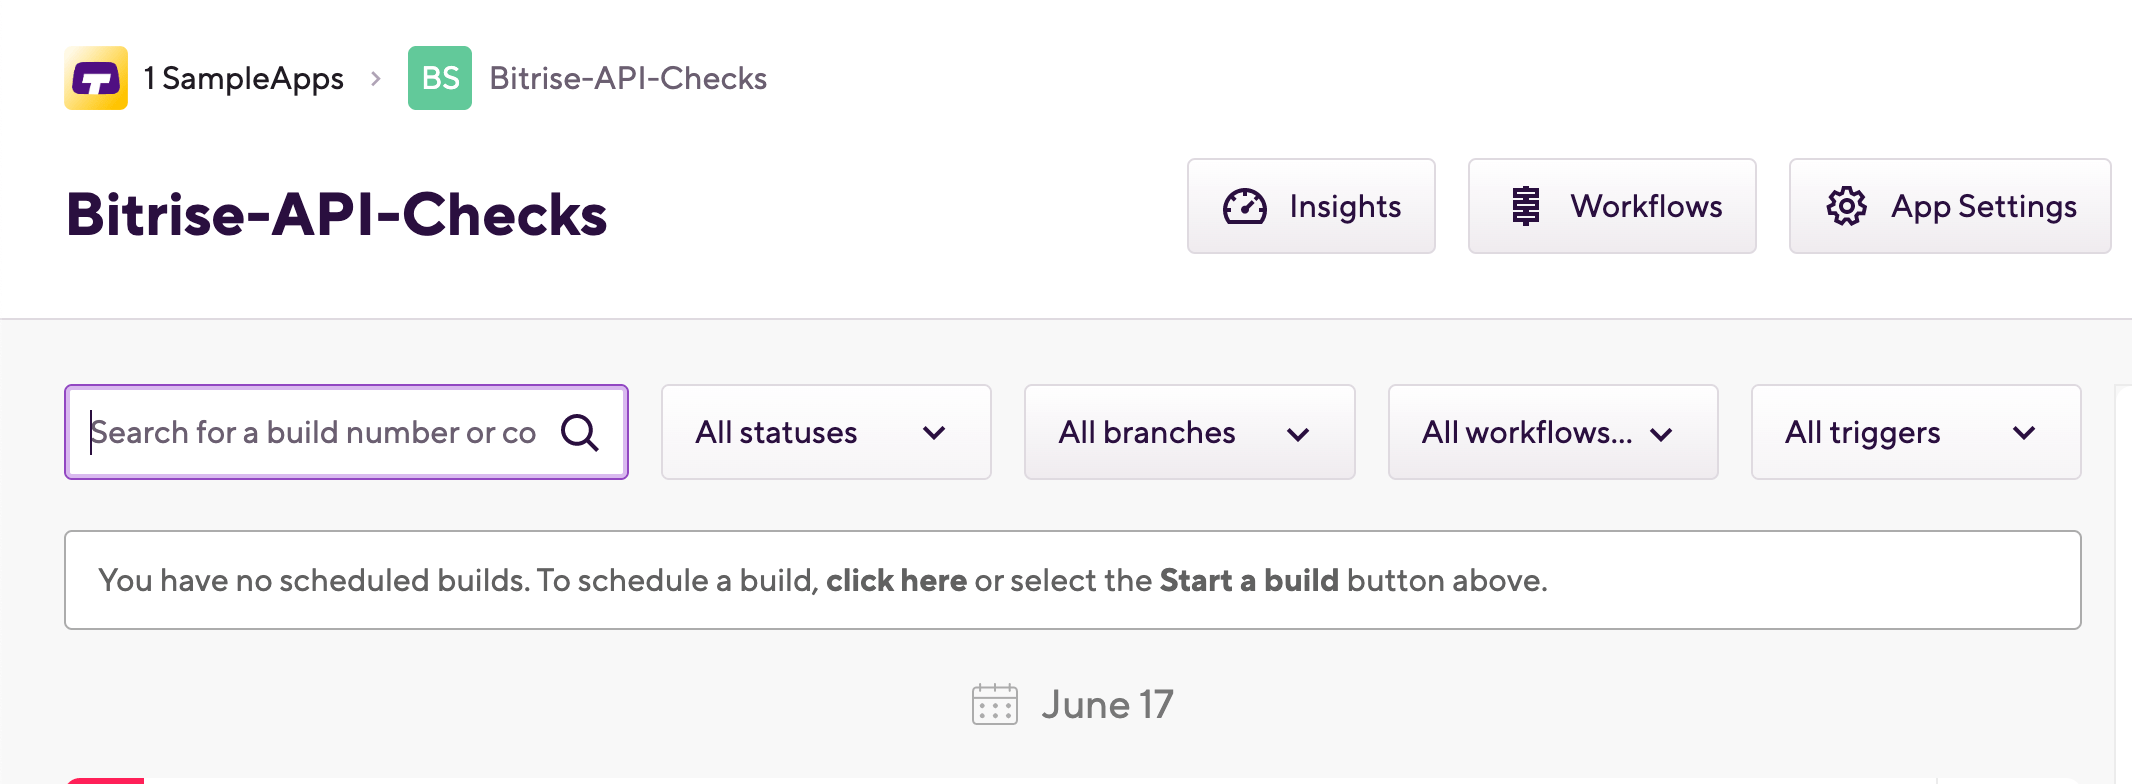 1 SampleApps > BS Bitrise-API-Checks
Bitrise-API-Checks
Insights
Workflows
App Settings
Search for a build number or co
All statuses
All branches
All workflows...
All triggers
You have no scheduled builds. To schedule a build, click here or select the Start a build button above.
June 17